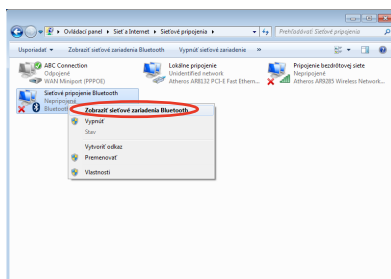 Ovládací panel ▸ Sieť a Internet ▸ Sieťové pripojenia ▸
Prehľadávať: Sieťové pripojenia
Usporiadať
Zobraziť sieťové zariadenia Bluetooth
Vypnúť sieťové zariadenie
»
ABC Connection
Odpojené
WAN Miniport (PPPOE)
Lokálne pripojenie
Unidentified network
Atheros AR8132 PCI-E Fast Ethern...
Pripojenie bezdrôtovej siete
Nepripojené
Atheros AR9285 Wireless Network...
Sieťové pripojenie Bluetooth
Nepripojené
Bluetooth
Zobraziť sieťové zariadenia Bluetooth
Vypnúť
Stav
Vytvoriť odkaz
Premenovať
Vlastnosti